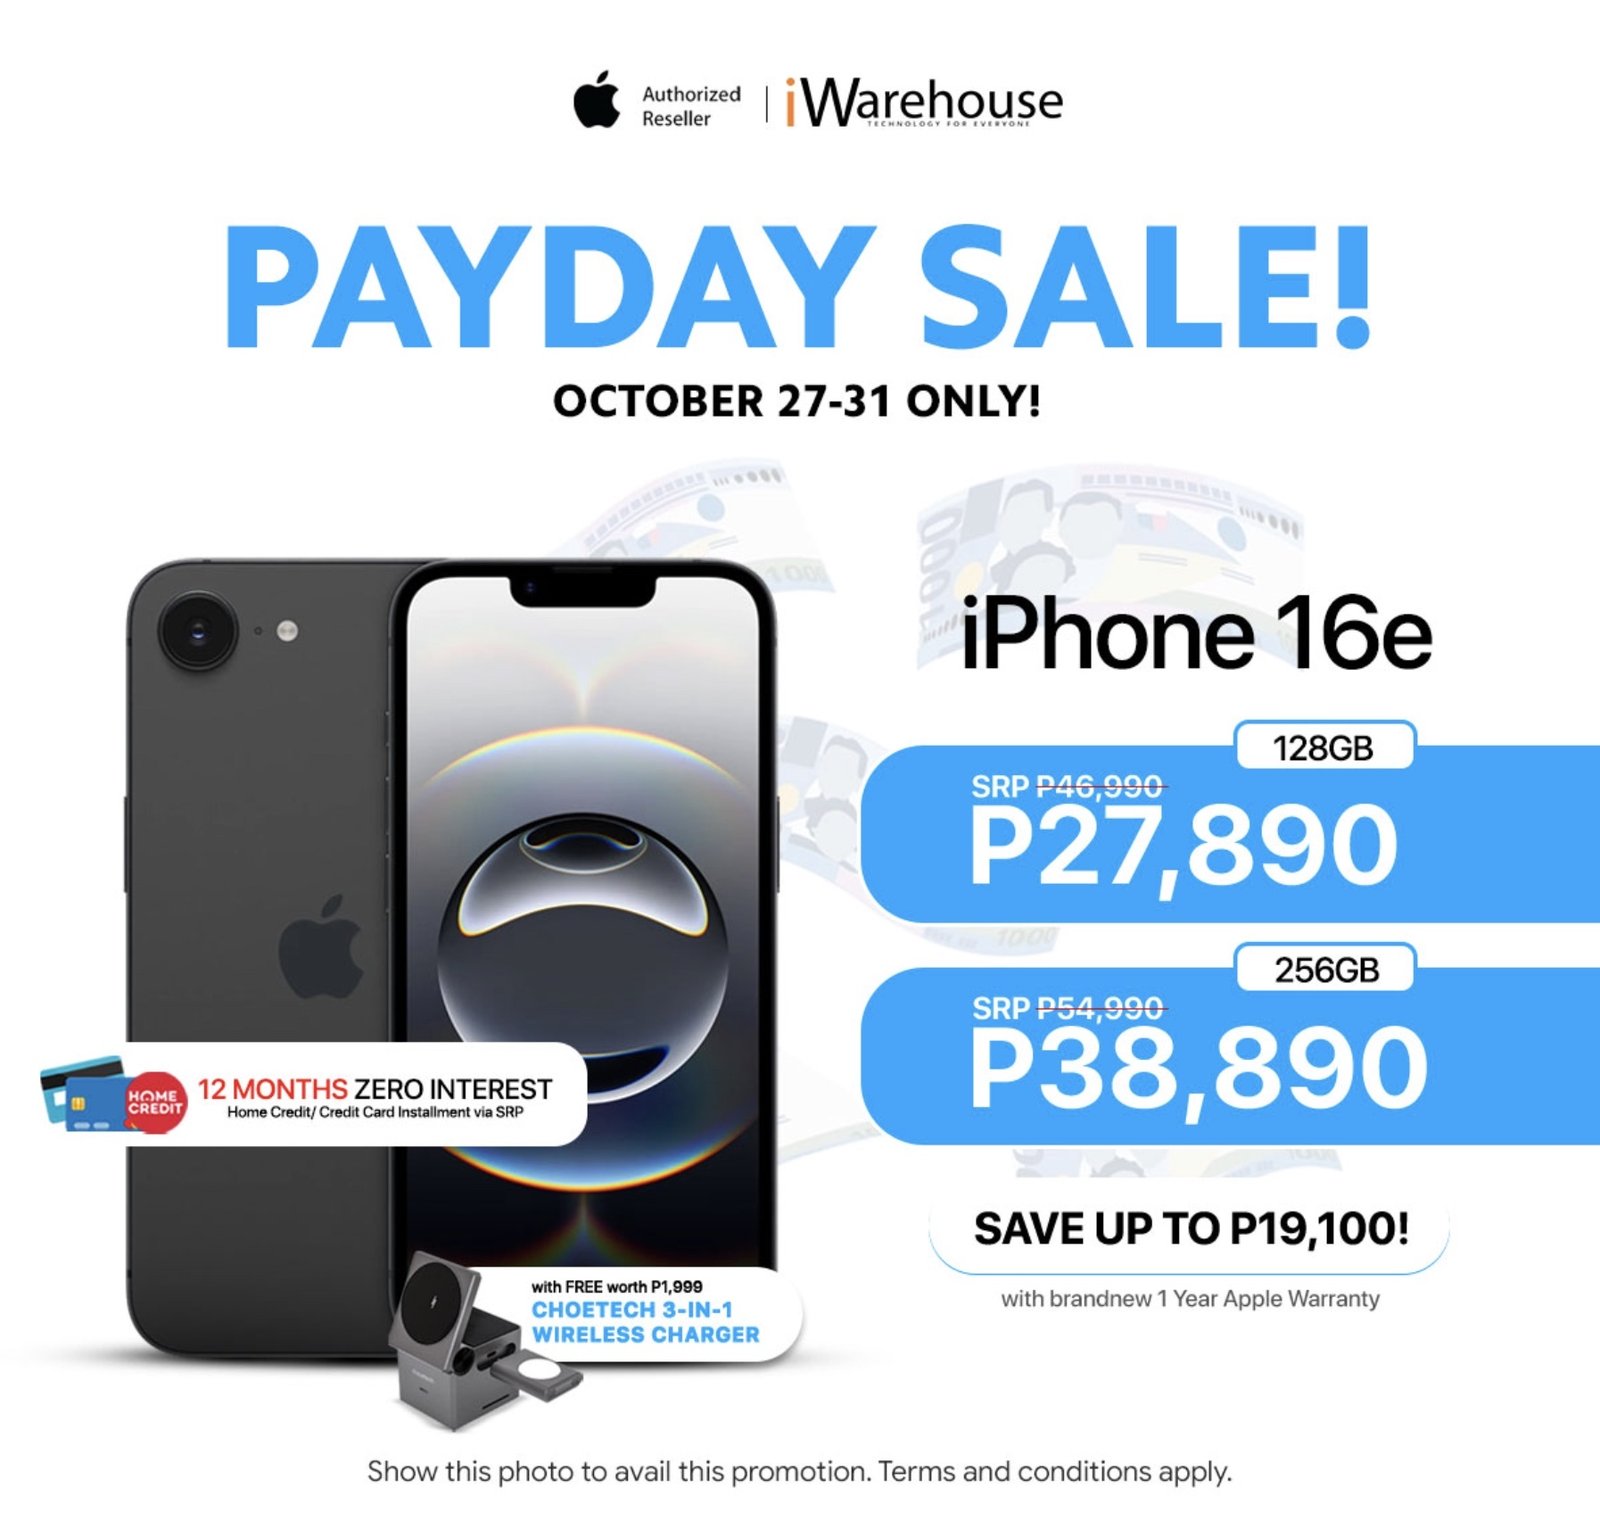 Authorized
Reseller
iWarehouse
TECHNOLOGY FOR EVERYONE
PAYDAY SALE!
OCTOBER 27-31 ONLY!
iPhone 16e
128GB
SRP P46,990
P27,890
256GB
SRP P54,990
P38,890
HOME
CREDIT
12 MONTHS ZERO INTEREST
Home Credit/ Credit Card Installment via SRP
SAVE UP TO P19,100!
with brandnew 1 Year Apple Warranty
with FREE worth P1,999
CHOETECH 3-IN-1
WIRELESS CHARGER
Show this photo to avail this promotion. Terms and conditions apply.